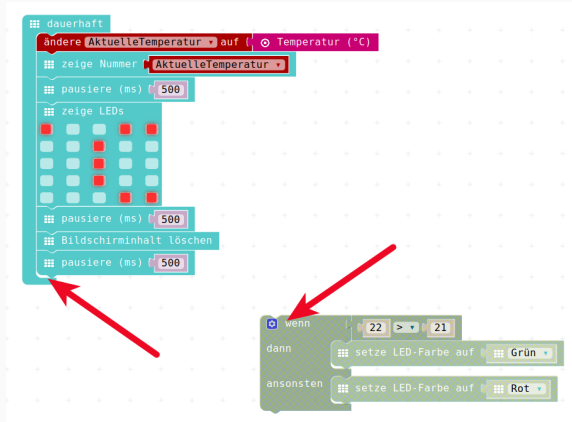 dauerhaft
ändere AktuelleTemperatur auf Temperatur (°C)
zeige Nummer AktuelleTemperatur
pausiere (ms) 500
zeige LEDs
pausiere (ms) 500
Bildschirminhalt löschen
pausiere (ms) 500
wenn 22 > 21
dann setze LED-Farbe auf Grün
ansonsten setze LED-Farbe auf Rot